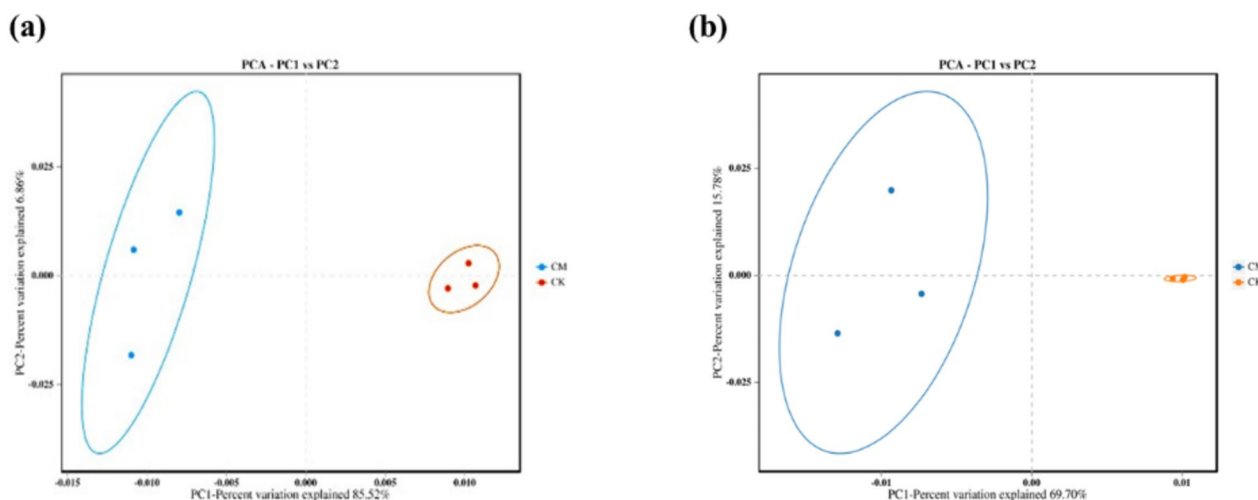 (a)
PCA - PC1 vs PC2
0.025
0.000
-0.025
PC2-Percent variation explained 6.86%
-0.015
-0.010
-0.005
0.000
0.005
0.010
PC1-Percent variation explained 85.52%
CM
CK
(b)
PCA - PC1 vs PC2
0.025
0.000
-0.025
PC2-Percent variation explained 15.78%
-0.01
0.00
0.01
PC1-Percent variation explained 69.70%